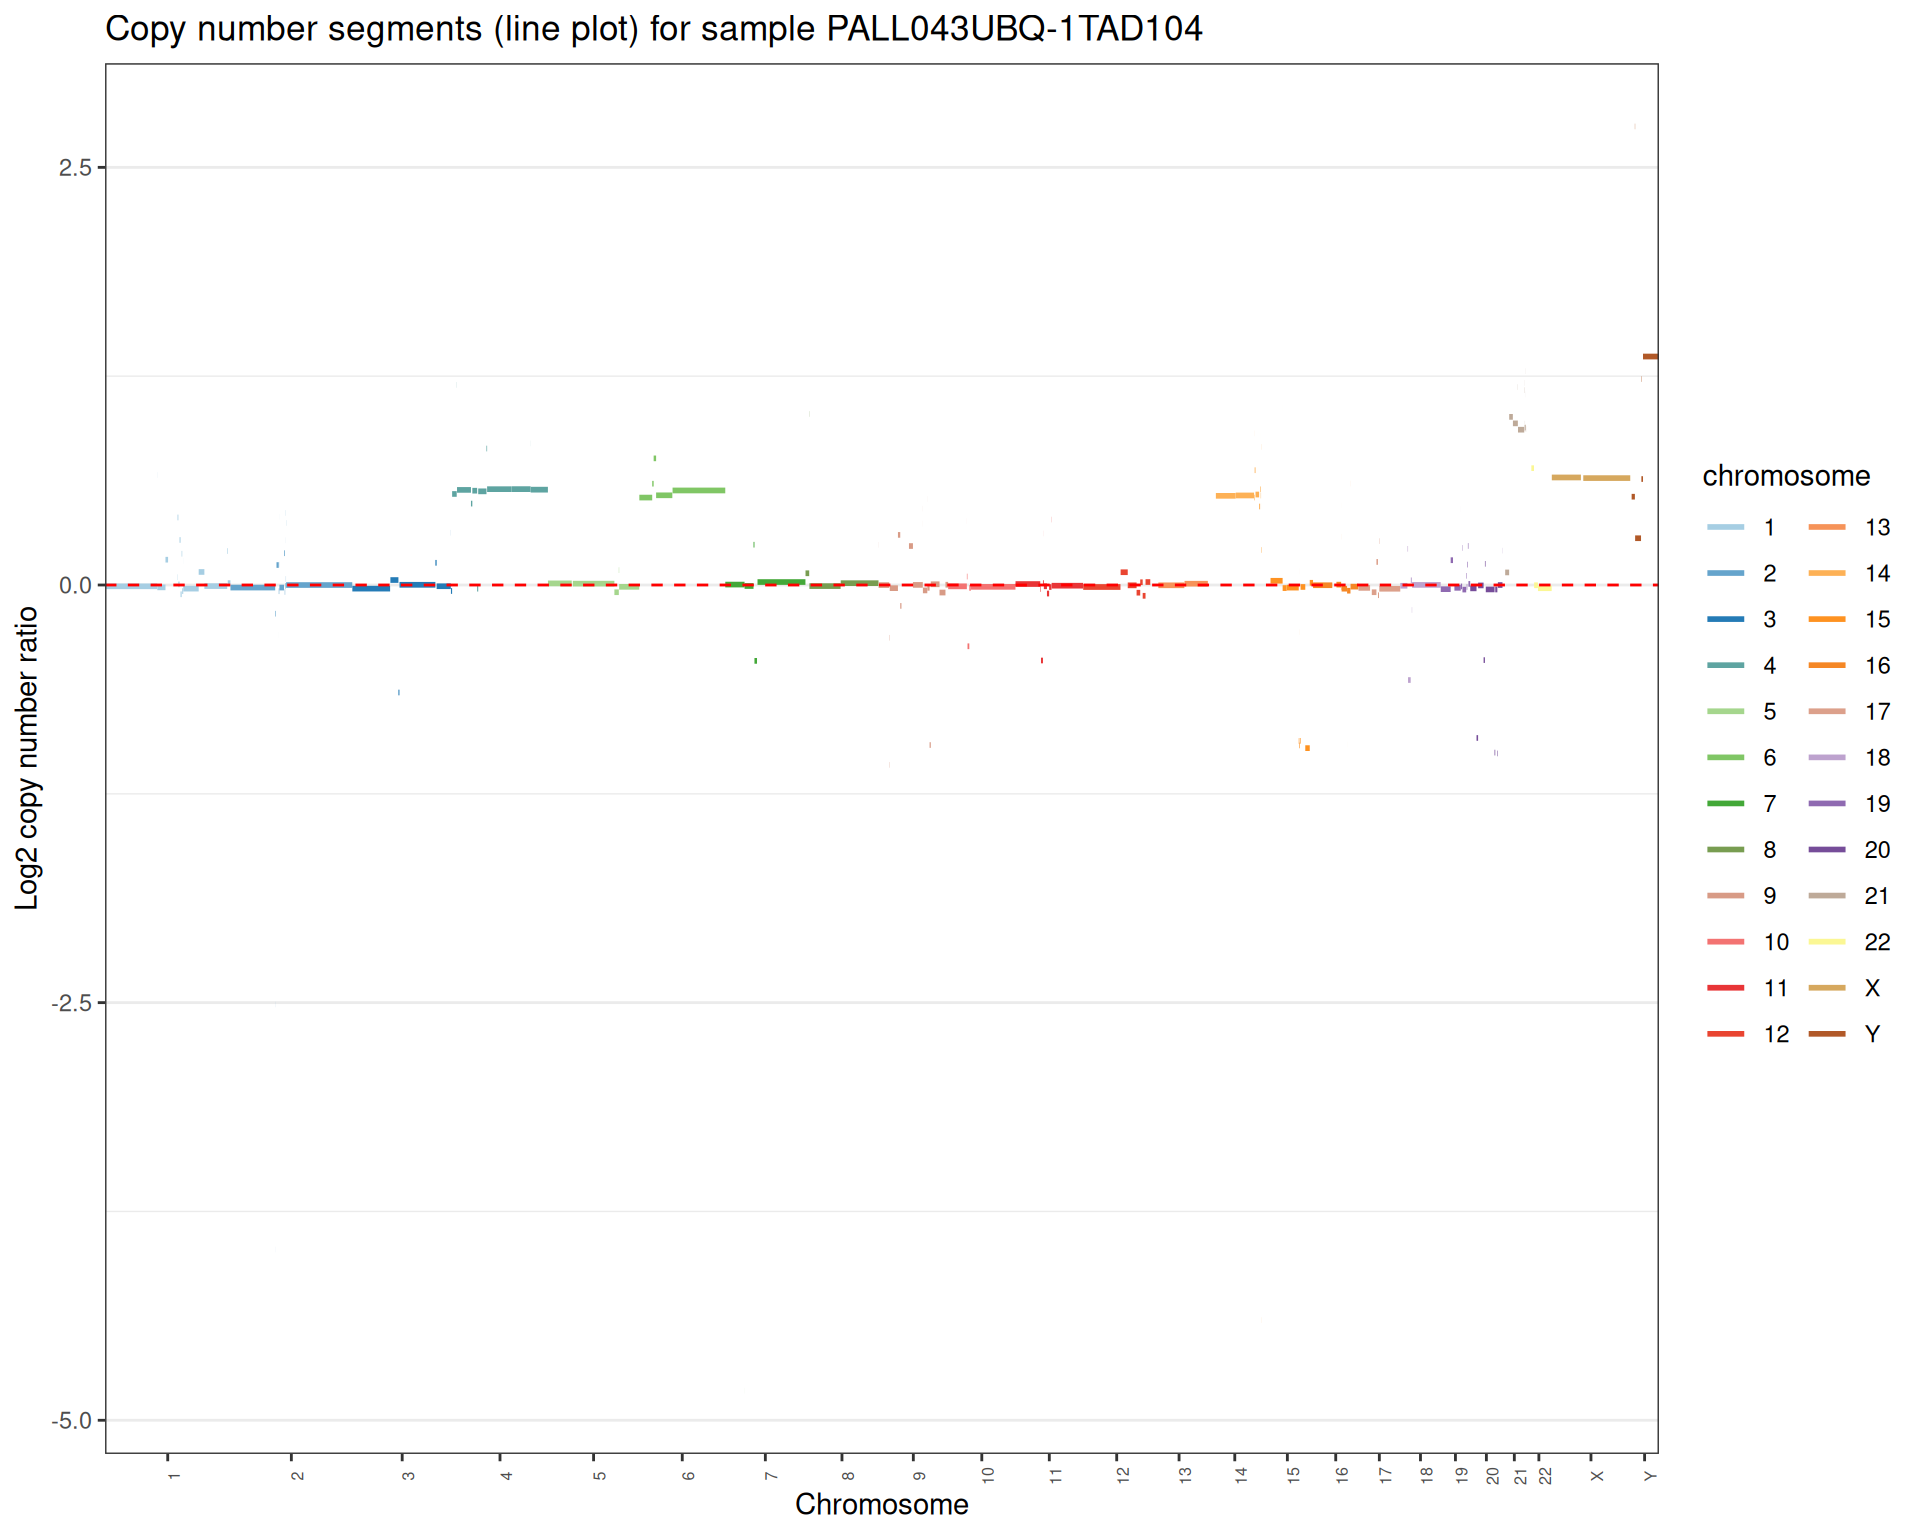 Copy number segments (line plot) for sample PALL043UBQ-1TAD104
Log2 copy number ratio
2.5
0.0
-2.5
-5.0
1 2 3 4 5 6 7 8 9 10 11 12 13 14 15 16 17 18 19 20 21 22 X Y
Chromosome
chromosome
1 13
2 14
3 15
4 16
5 17
6 18
7 19
8 20
9 21
10 22
11 X
12 Y